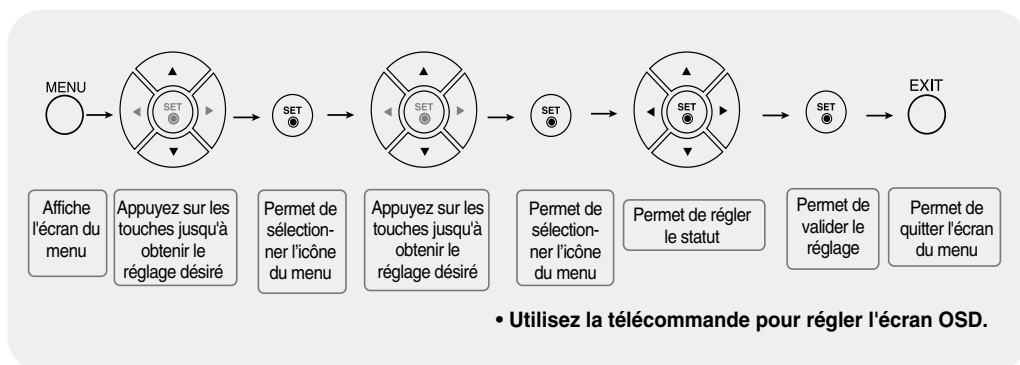 MENU
SET
SET
SET
SET
SET
SET
EXIT
Affiche
l'écran du
menu
Appuyez sur les
touches jusqu'à
obtenir le
réglage désiré
Permet de
sélection-
ner l'icône
du menu
Appuyez sur les
touches jusqu'à
obtenir le
réglage désiré
Permet de
sélection-
ner l'icône
du menu
Permet de régler
le statut
Permet de
valider le
réglage
Permet de
quitter l'écran
du menu
• Utilisez la télécommande pour régler l'écran OSD.